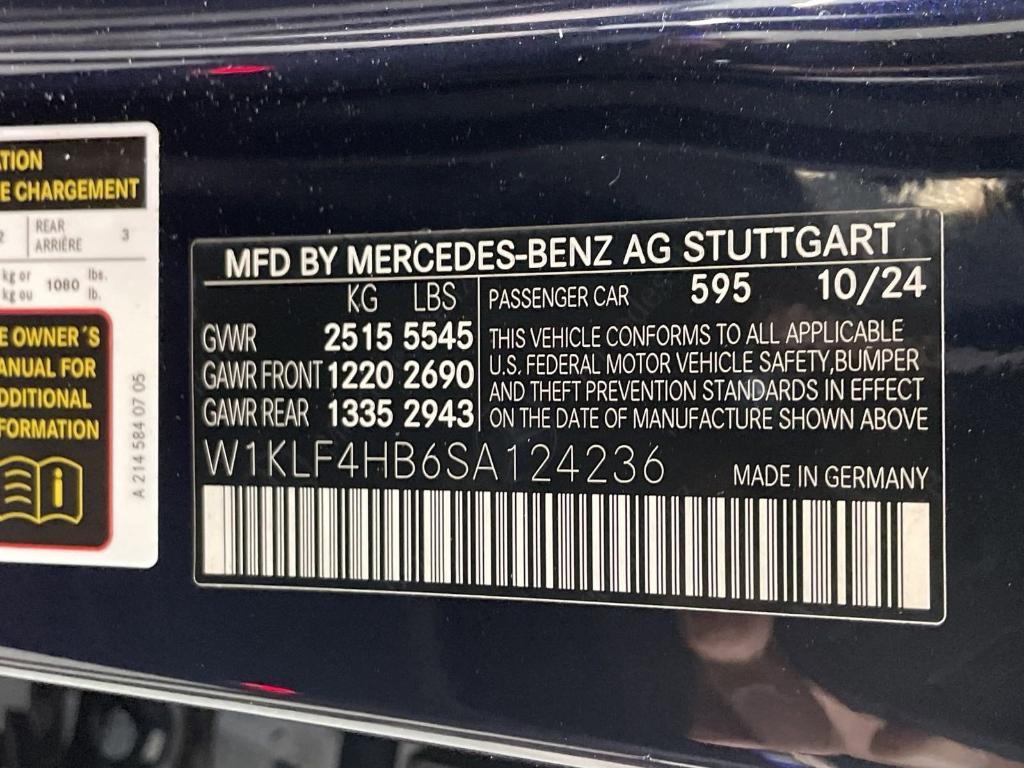 TION
E CHARGEMENT
2 REAR 3
ARRIÈRE
kg or 1080 lbs.
kg ou lb.
E OWNER'S
ANUAL FOR
DDITIONAL
FORMATION
i
A 214 584 07 05
MFD BY MERCEDES-BENZ AG STUTTGART
KG LBS
GVWR 2515 5545
GAWR FRONT 1220 2690
GAWR REAR 1335 2943
PASSENGER CAR 595 10/24
THIS VEHICLE CONFORMS TO ALL APPLICABLE
U.S. FEDERAL MOTOR VEHICLE SAFETY,BUMPER
AND THEFT PREVENTION STANDARDS IN EFFECT
ON THE DATE OF MANUFACTURE SHOWN ABOVE
W1KLF4HB6SA124236
MADE IN GERMANY